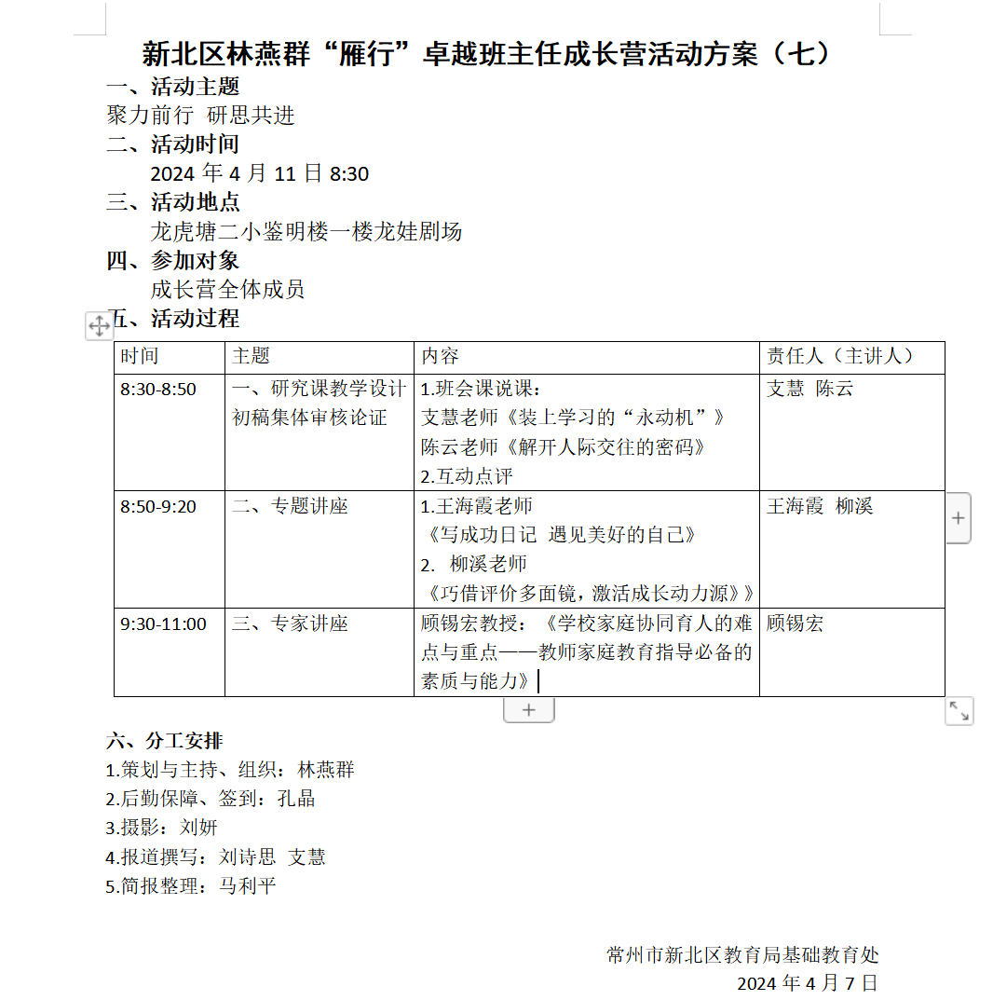 新北区林燕群“雁行”卓越班主任成长营活动方案（七）
一、活动主题
聚力前行 研思共进
二、活动时间
2024 年 4 月 11 日 8:30
三、活动地点
龙虎塘二小鉴明楼一楼龙娃剧场
四、参加对象
成长营全体成员
五、活动过程
时间 主题 内容 责任人（主讲人）
8:30-8:50 一、研究课教学设计 1.班会课说课： 支慧 陈云
初稿集体审核论证 支慧老师《装上学习的“永动机”》
陈云老师《解开人际交往的密码》
2.互动点评
8:50-9:20 二、专题讲座 1.王海霞老师 王海霞 柳溪
《写成功日记 遇见美好的自己》
2. 柳溪老师
《巧借评价多面镜，激活成长动力源》》
9:30-11:00 三、专家讲座 顾锡宏教授：《学校家庭协同育人的难 顾锡宏
点与重点——教师家庭教育指导必备的
素质与能力》
六、分工安排
1.策划与主持、组织：林燕群
2.后勤保障、签到：孔晶
3.摄影：刘妍
4.报道撰写：刘诗思 支慧
5.简报整理：马利平
常州市新北区教育局基础教育处
2024 年 4 月 7 日